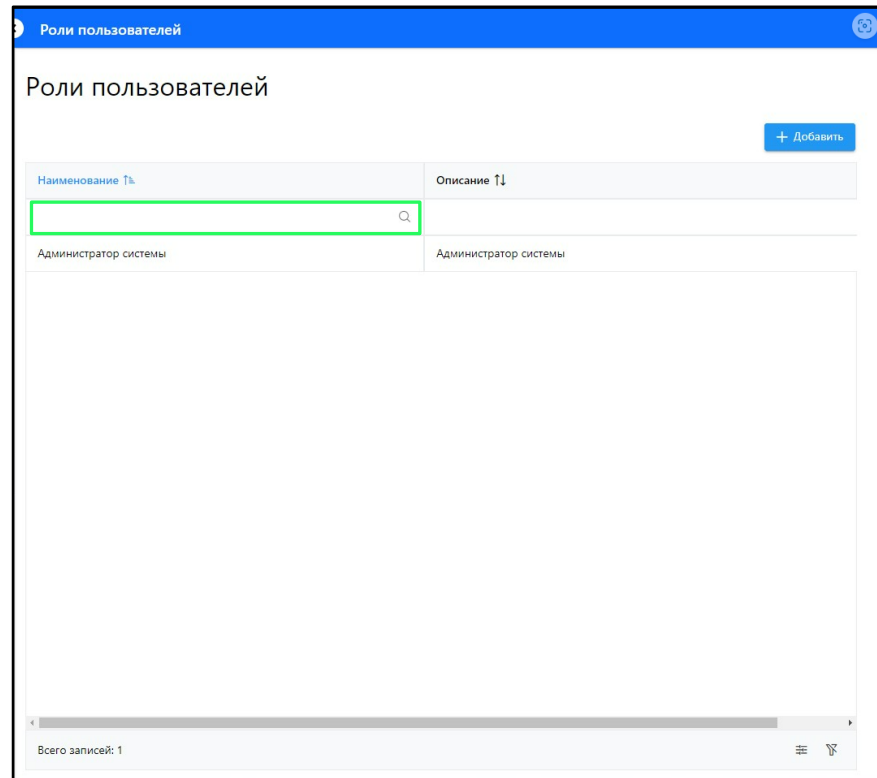 Роли пользователей
Роли пользователей
Добавить
Наименование
Описание
Администратор системы
Администратор системы
Всего записей: 1